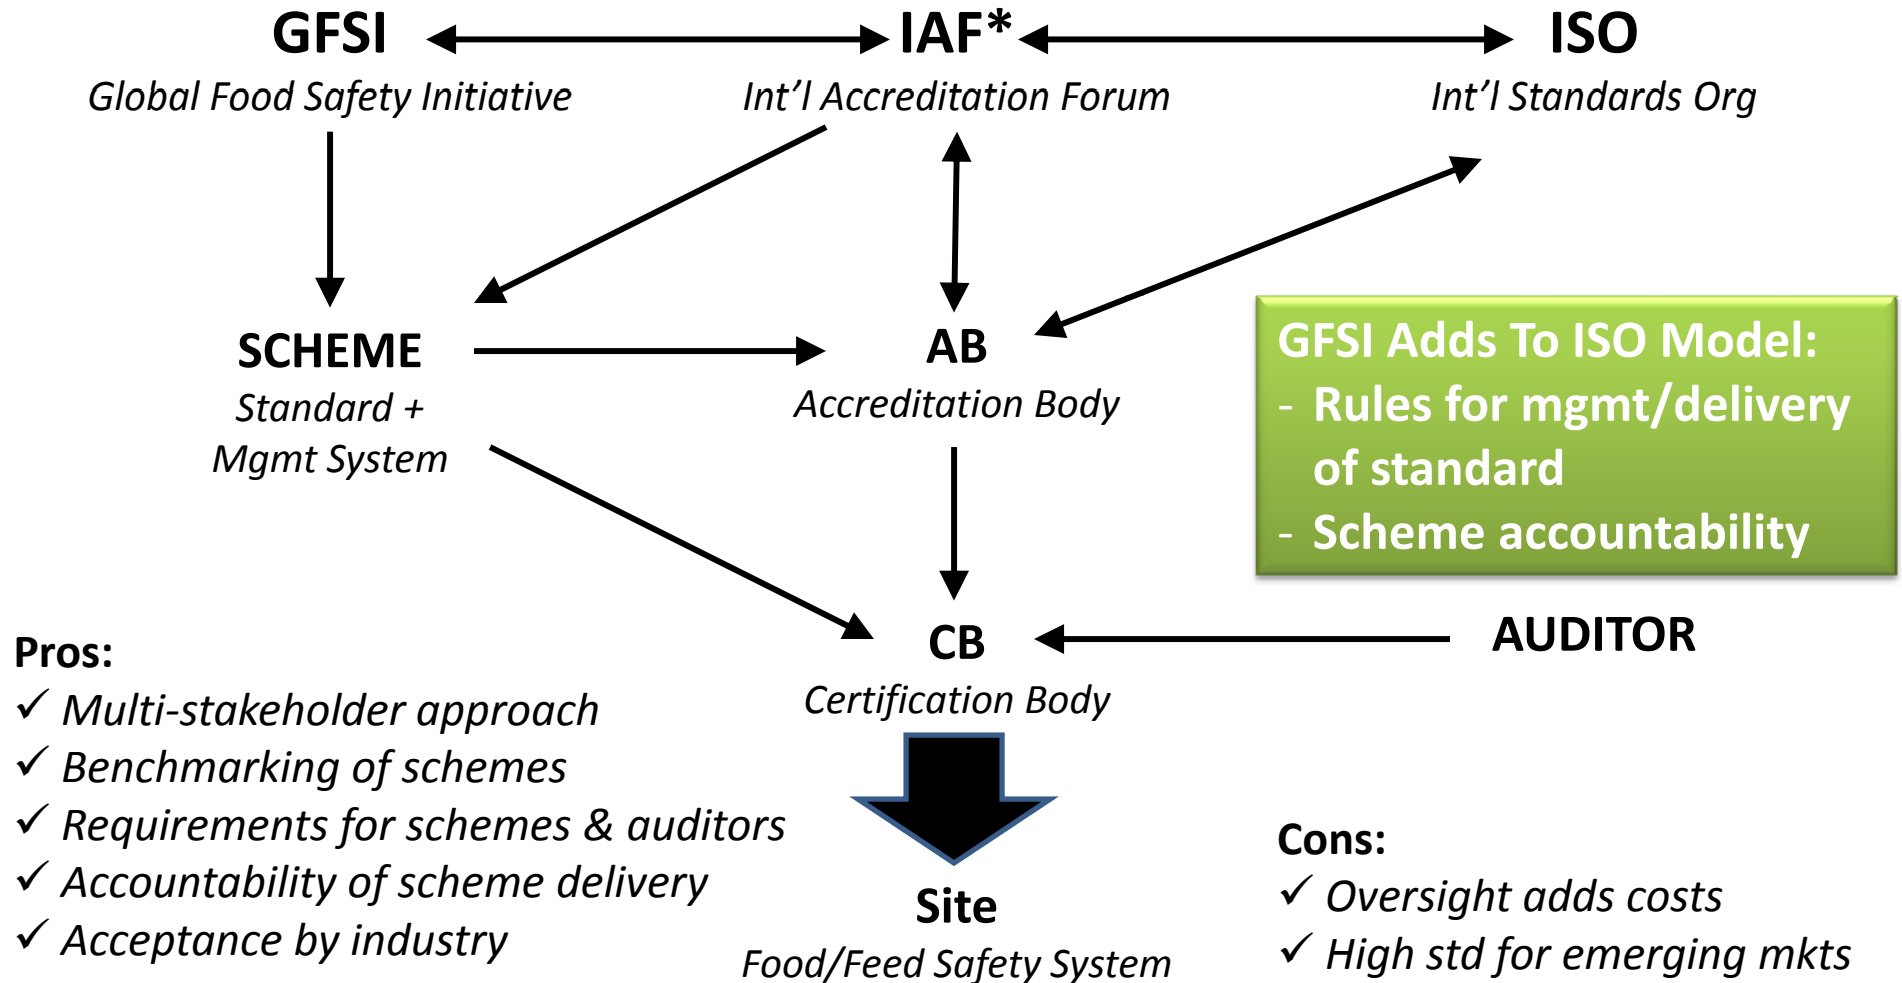 GFSI
IAF*
ISO
Global Food Safety Initiative
Int’l Accreditation Forum
Int’l Standards Org
SCHEME
Standard +
Mgmt System
AB
Accreditation Body
GFSI Adds To ISO Model:
- Rules for mgmt/delivery
of standard
- Scheme accountability
CB
Certification Body
AUDITOR
Pros:
✓ Multi-stakeholder approach
✓ Benchmarking of schemes
✓ Requirements for schemes & auditors
✓ Accountability of scheme delivery
✓ Acceptance by industry
Site
Food/Feed Safety System
Cons:
✓ Oversight adds costs
✓ High std for emerging mkts